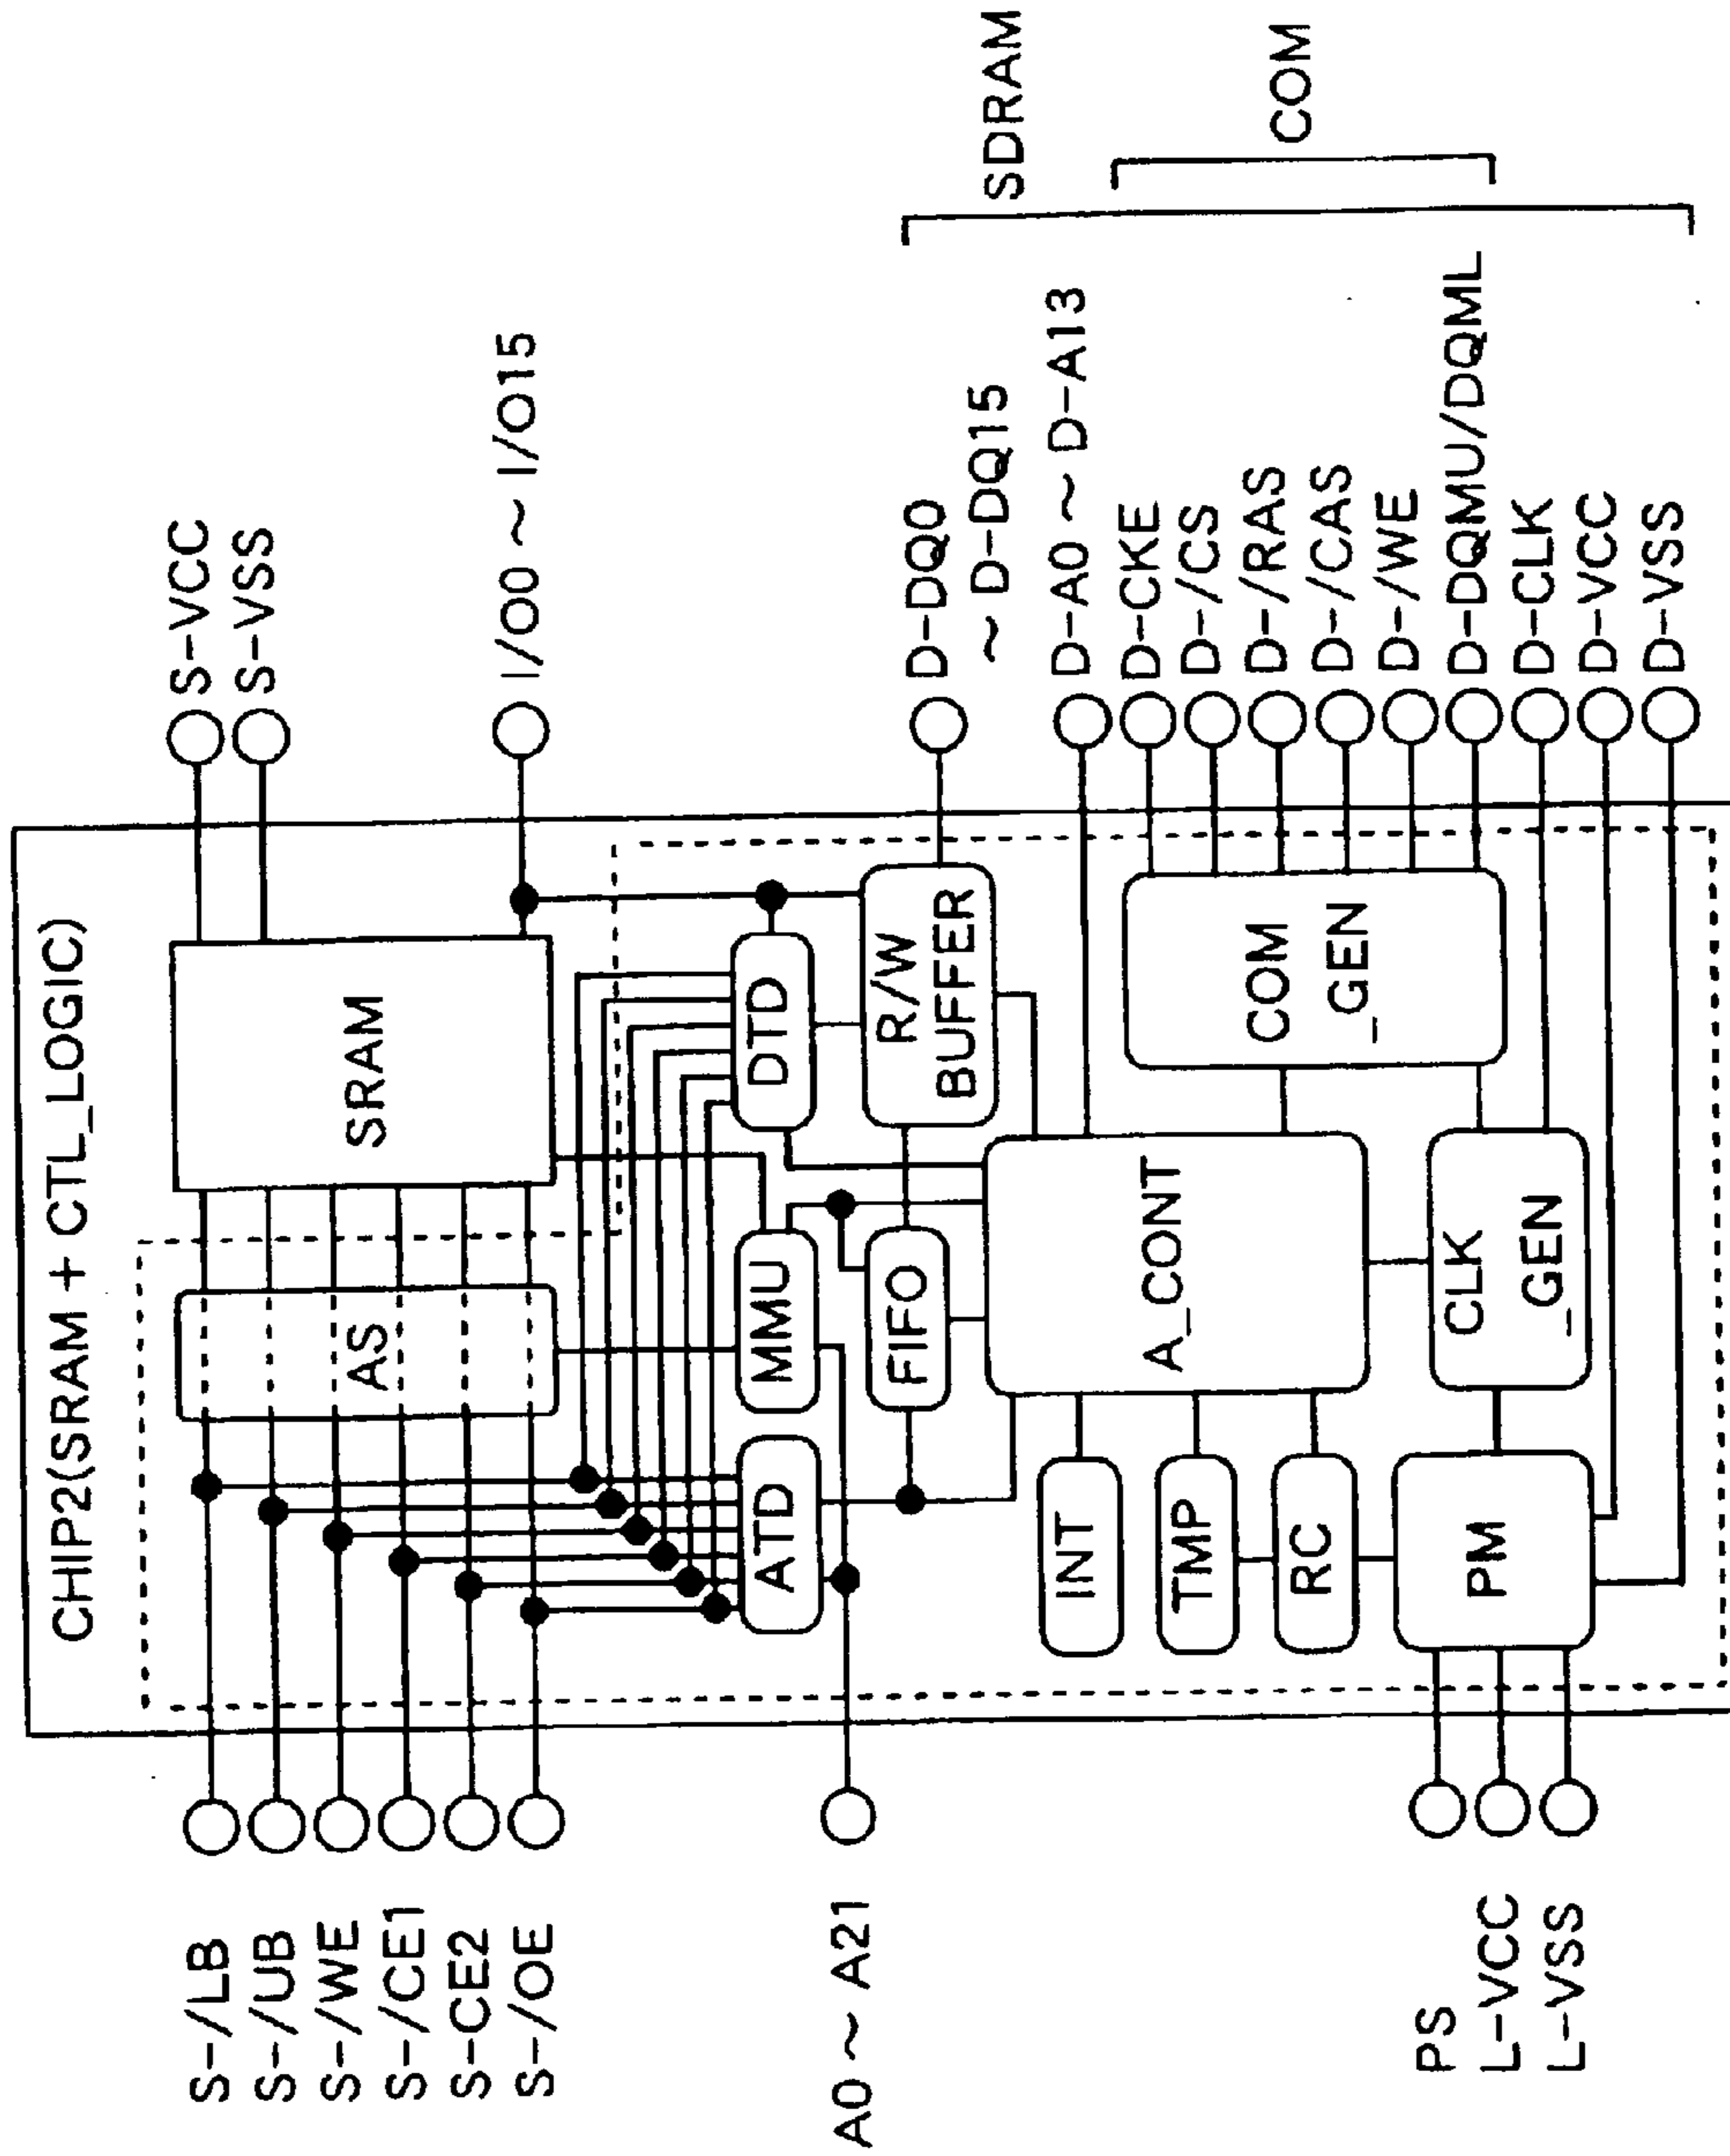 CHIP2(SRAM + CTL_LOGIC)
S-/LB
S-/UB
S-/WE
S-/CE1
S-CE2
S-/OE
A0 ~ A21
PS
L-VCC
L-VSS
AS
SRAM
ATD
MMU
DTD
FIFO
R/W
BUFFER
INT
TMP
RC
PM
A_CONT
COM
_GEN
CLK
_GEN
S-VCC
S-VSS
I/O0 ~ I/O15
D-DQ0
~ D-DQ15
D-A0 ~ D-A13
D-CKE
D-/CS
D-/RAS
D-/CAS
D-/WE
D-DQMU/DQML
D-CLK
D-VCC
D-VSS
SDRAM
COM